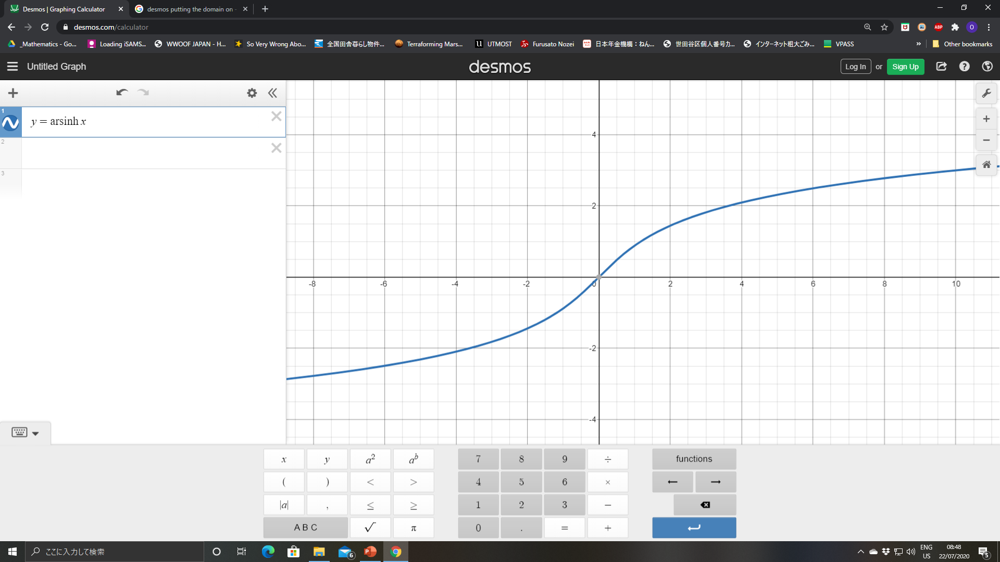 Desmos | Graphing Calculator
desmos putting the domain on -
desmos.com/calculator
ABP
O
_Mathematics - Go...
Loading iSAMS...
WWOOF JAPAN - H...
So Very Wrong Abo...
全国田舎暮らし物件...
Terraforming Mars...
UTMOST
Furusato Nozei
日本年金機構：ねん...
世田谷区個人番号カ...
インターネット粗大ごみ...
VPASS
»
Other bookmarks
Untitled Graph
desmos
Log In or Sign Up
1
y = arsinh x
2
3
4
2
-8 -6 -4 -2 0 2 4 6 8 10
-2
-4
x y a² aᵇ 7 8 9 ÷ functions
( ) < > 4 5 6 × ← →
|a| , ≤ ≥ 1 2 3 −
A B C √ π 0 . = +
ここに入力して検索
6
ENG
US
08:48
22/07/2020
5